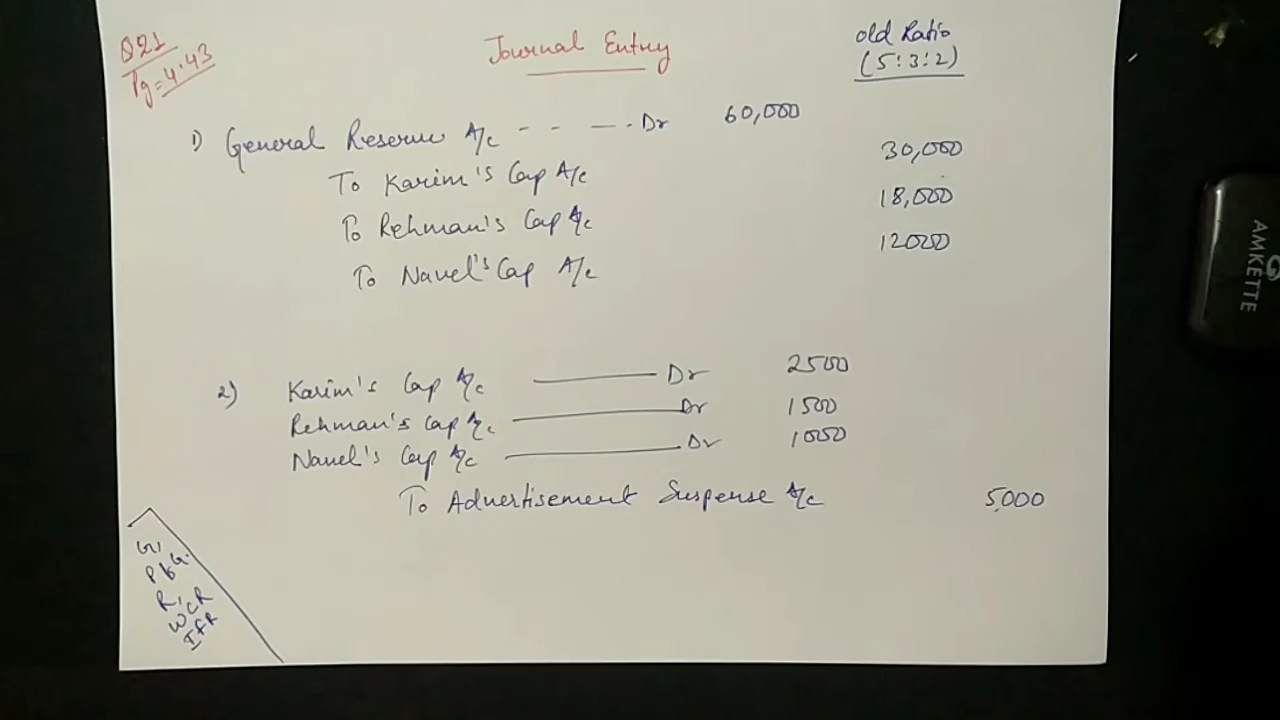 Q21
Pg = 4.43
Journal Entry
Old Ratio
(5:3:2)
1) General Reserve A/c - - - - . Dr 60,000
To Karim's Cap A/c 30,000
To Rehman's Cap A/c 18,000
To Navel's Cap A/c 12000
2) Karim's Cap A/c Dr 2500
Rehman's Cap A/c Dr 1500
Navel's Cap A/c Dr 1000
To Advertisement Suspense A/c 5,000
P&G.
R,
WCR
IFR
AMKETTE